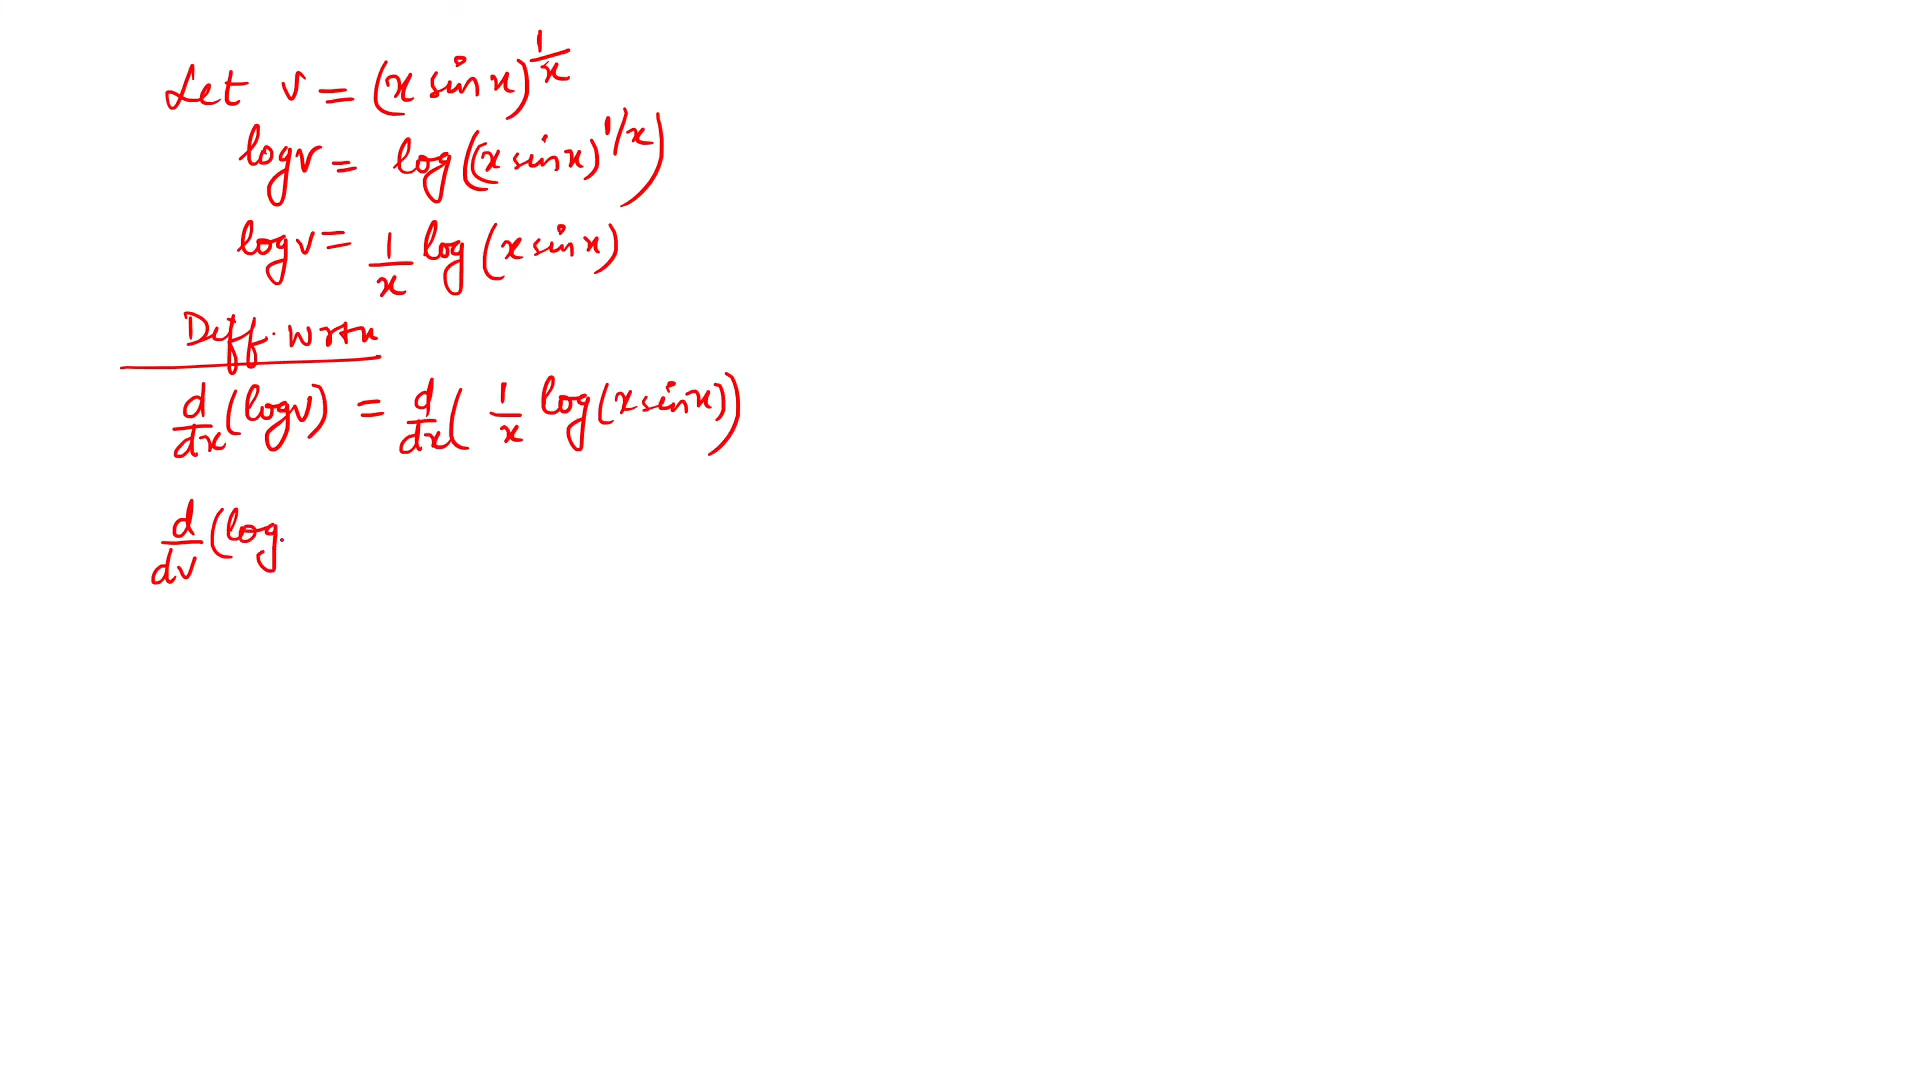 Let v = (x sin x)^{1/x}
log v = log((x sin x)^{1/x})
log v = 1/x log (x sin x)
Diff. wrtx
d/dx (log v) = d/dx ( 1/x log (x sin x))
d/dv (log